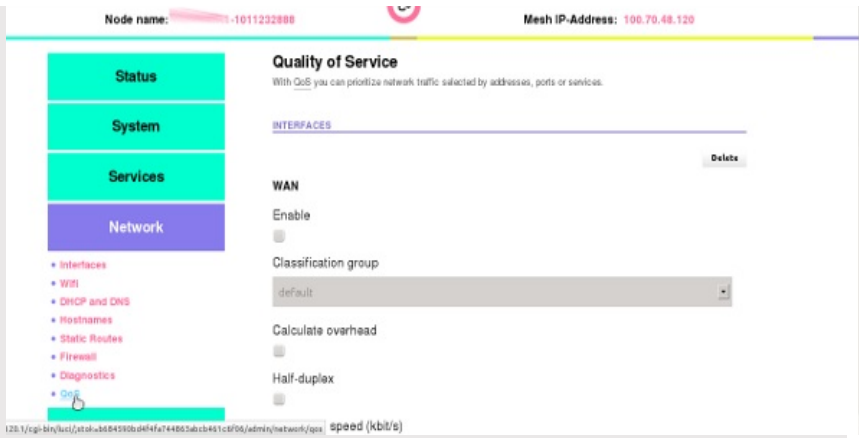 Node name: -1011232888
Mesh IP-Address: 100.70.48.120
Status
System
Services
Network
Interfaces
Wifi
DHCP and DNS
Hostnames
Static Routes
Firewall
Diagnostics
QoS
Quality of Service
With QoS you can prioritize network traffic selected by addresses, ports or services.
INTERFACES
Delete
WAN
Enable
Classification group
default
Calculate overhead
Half-duplex
speed (kbit/s)